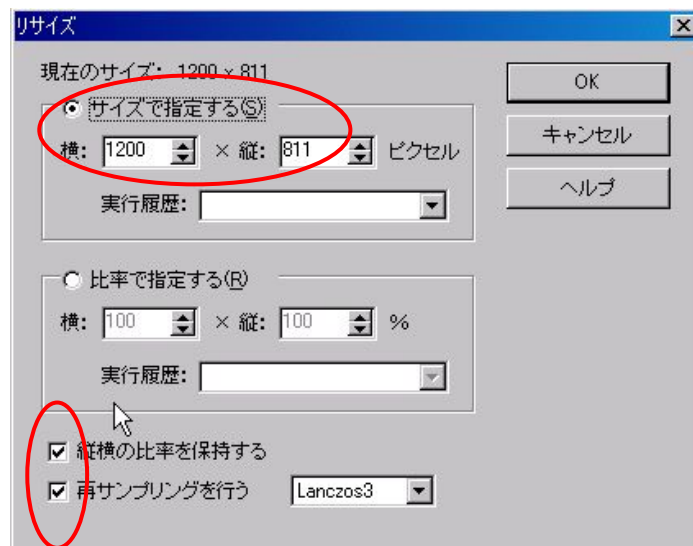 リサイズ
現在のサイズ: 1200 x 811
サイズで指定する(S)
横: 1200 × 縦: 811 ピクセル
実行履歴:
比率で指定する(R)
横: 100 × 縦: 100 %
実行履歴:
縦横の比率を保持する
再サンプリングを行う Lanczos3
OK
キャンセル
ヘルプ